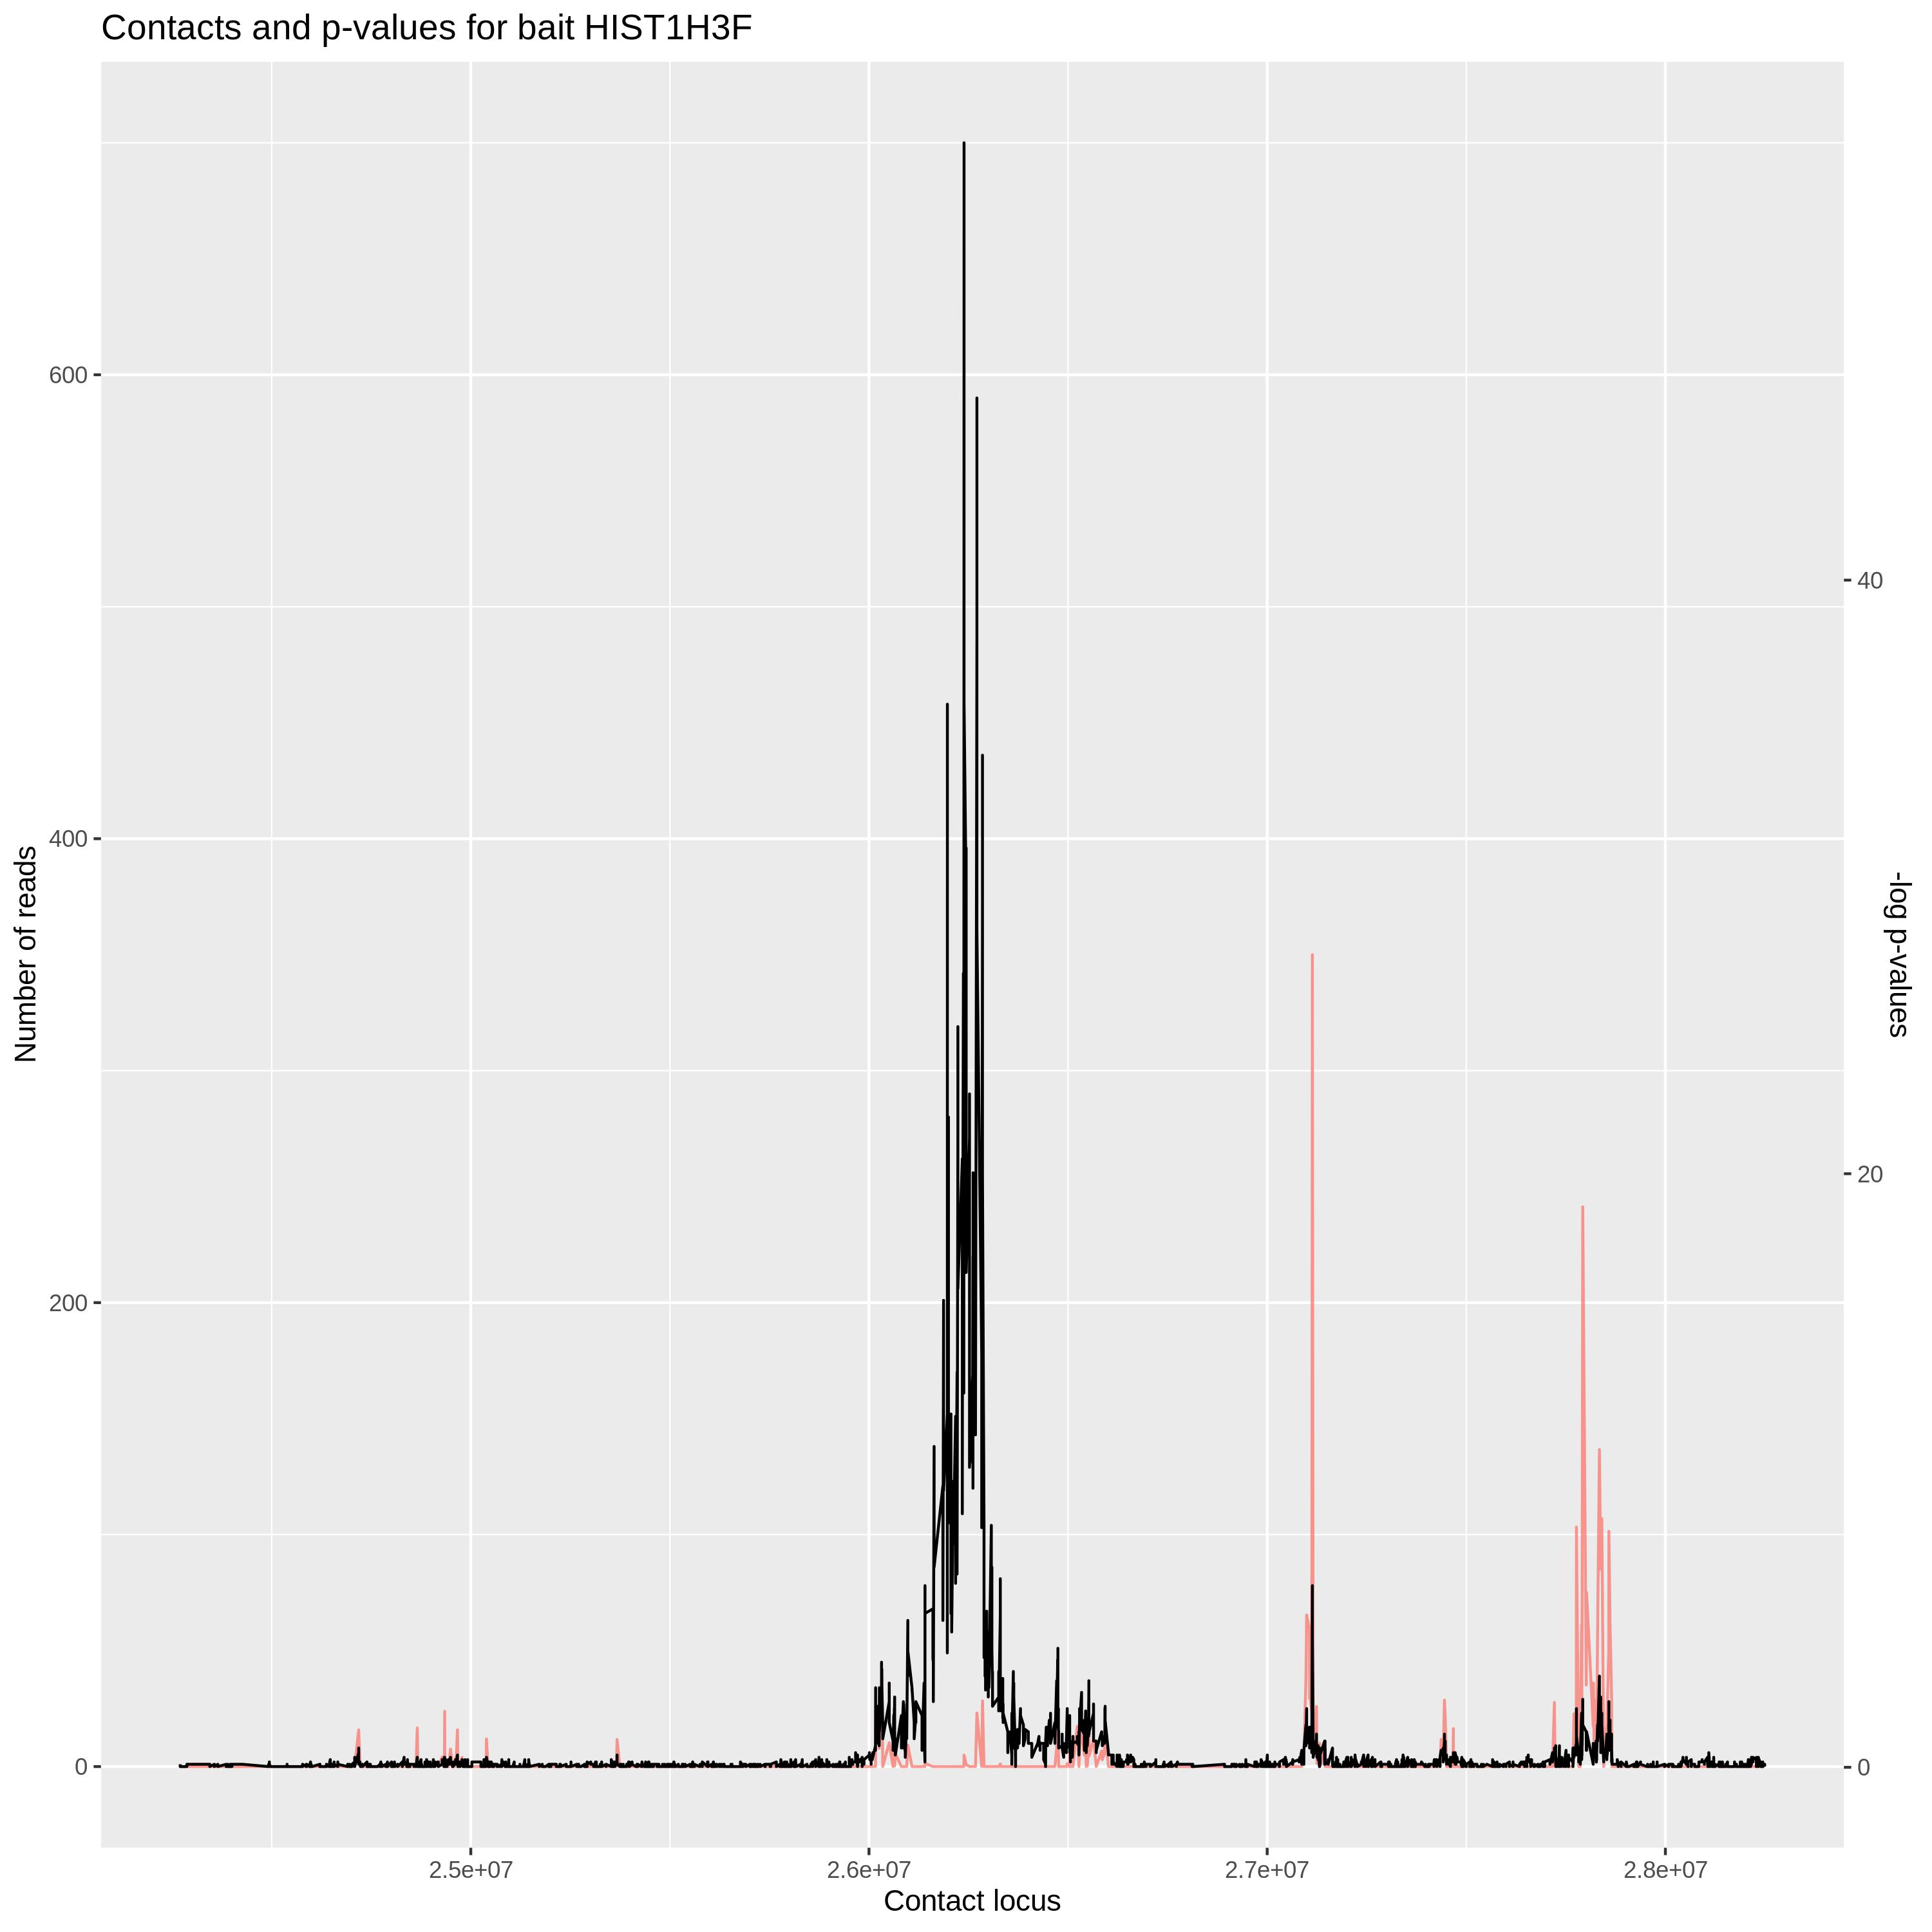 Contacts and p-values for bait HIST1H3F
Number of reads
600
400
200
0
40
20
0
-log p-values
2.5e+07
2.6e+07
2.7e+07
2.8e+07
Contact locus